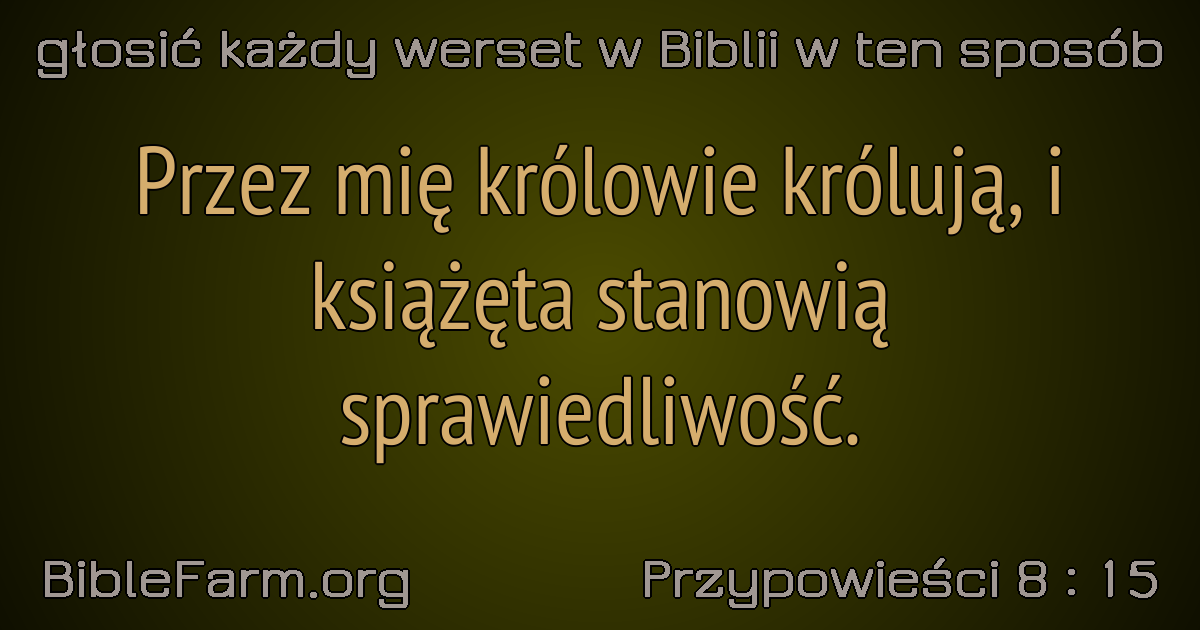 głosić każdy werset w Biblii w ten sposób
Przez mię królowie królują, i
książęta stanowią
sprawiedliwość.
BibleFarm.org
Przypowieści 8 : 15